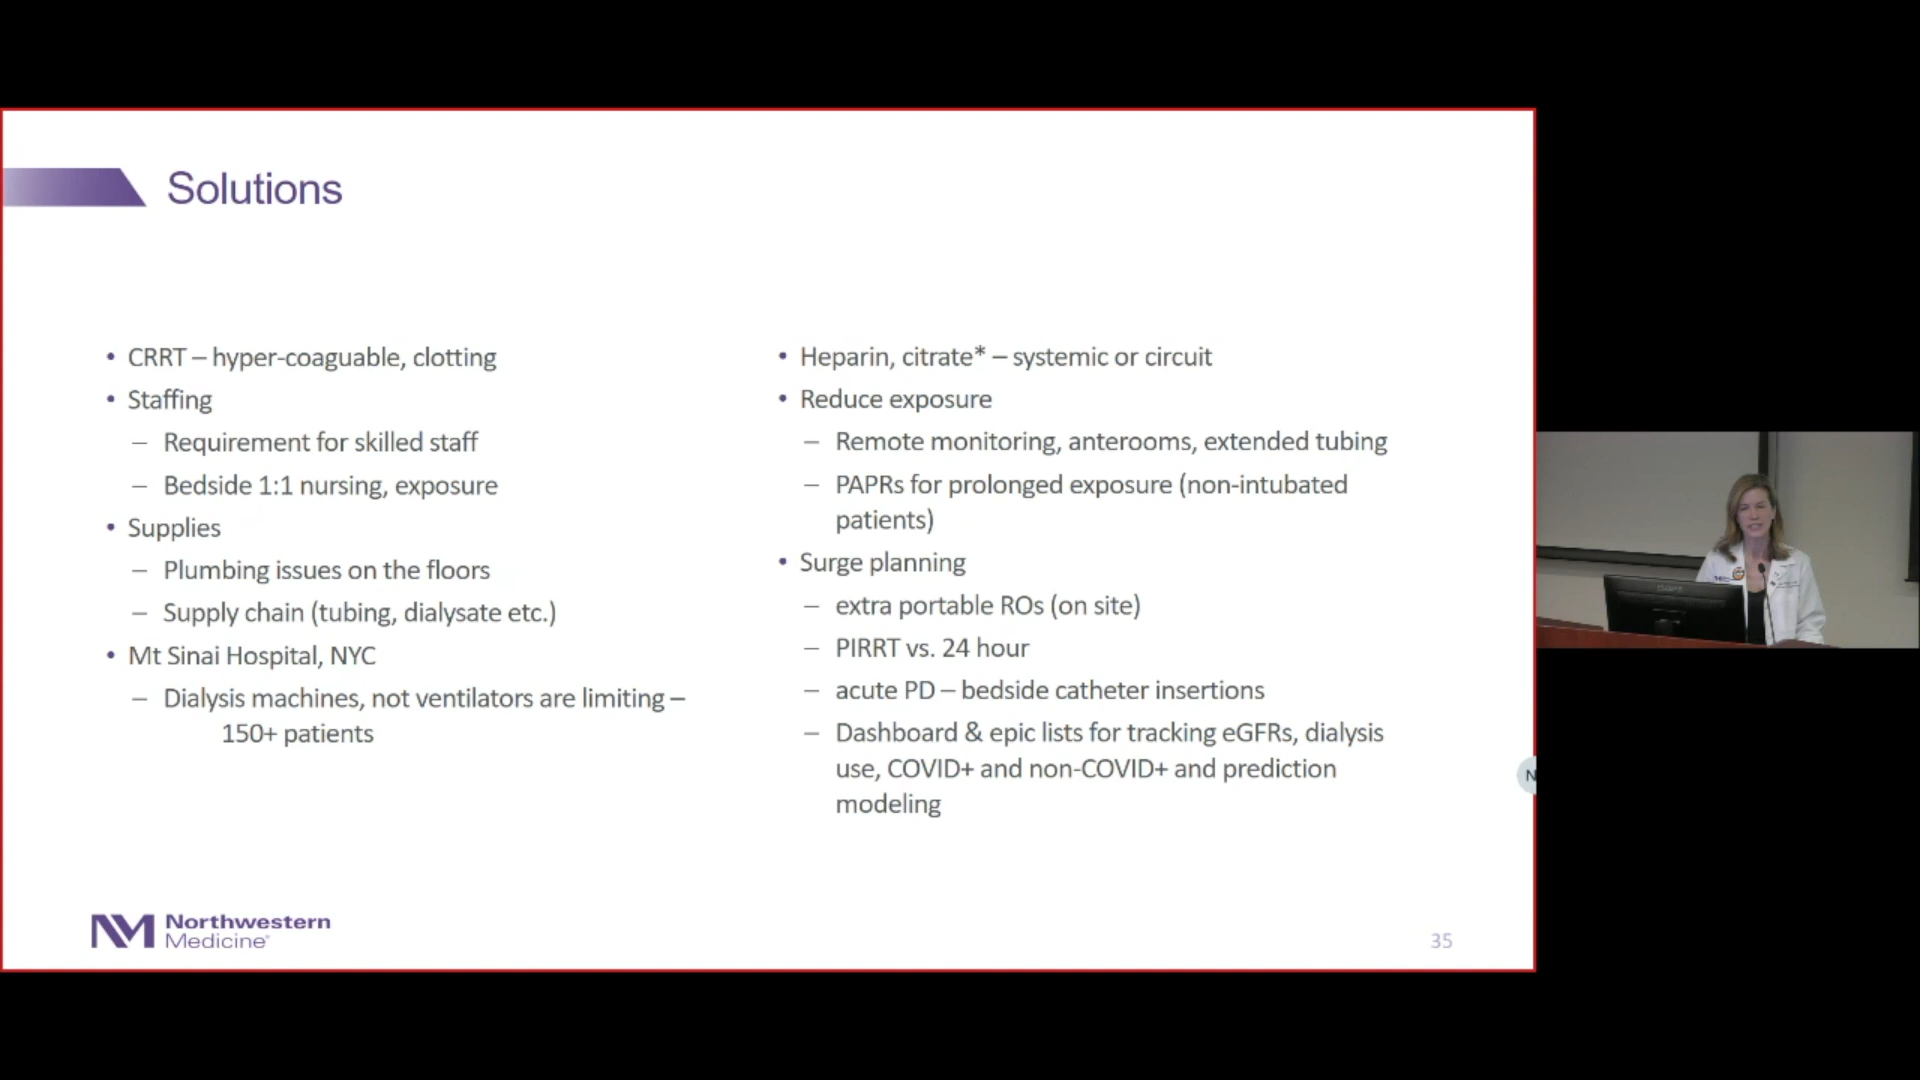 Solutions
• CRRT – hyper-coaguable, clotting
• Staffing
– Requirement for skilled staff
– Bedside 1:1 nursing, exposure
• Supplies
– Plumbing issues on the floors
– Supply chain (tubing, dialysate etc.)
• Mt Sinai Hospital, NYC
– Dialysis machines, not ventilators are limiting –
150+ patients
• Heparin, citrate* – systemic or circuit
• Reduce exposure
– Remote monitoring, anterooms, extended tubing
– PAPRs for prolonged exposure (non-intubated
patients)
• Surge planning
– extra portable ROs (on site)
– PIRRT vs. 24 hour
– acute PD – bedside catheter insertions
– Dashboard & epic lists for tracking eGFRs, dialysis
use, COVID+ and non-COVID+ and prediction
modeling
N
NM Northwestern
Medicine®
35